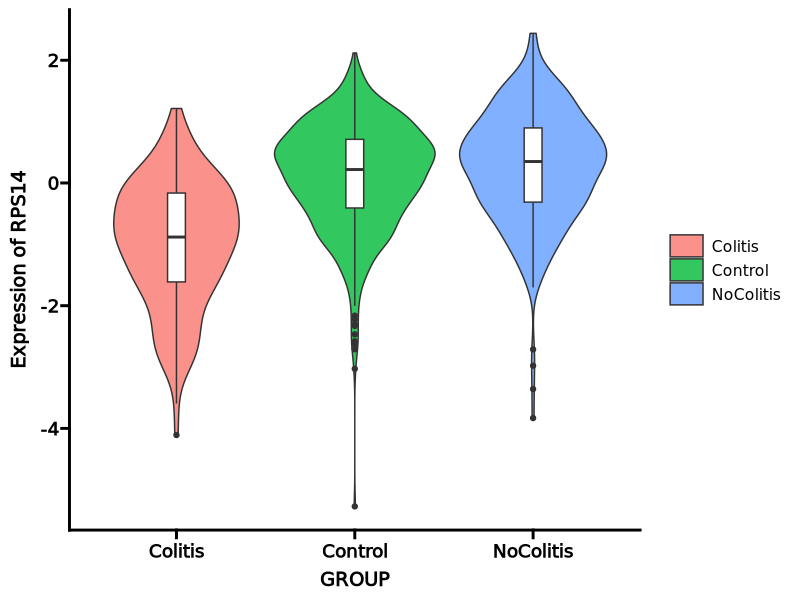 Expression of RPS14
2
0
-2
-4
Colitis
Control
NoColitis
GROUP
Colitis
Control
NoColitis